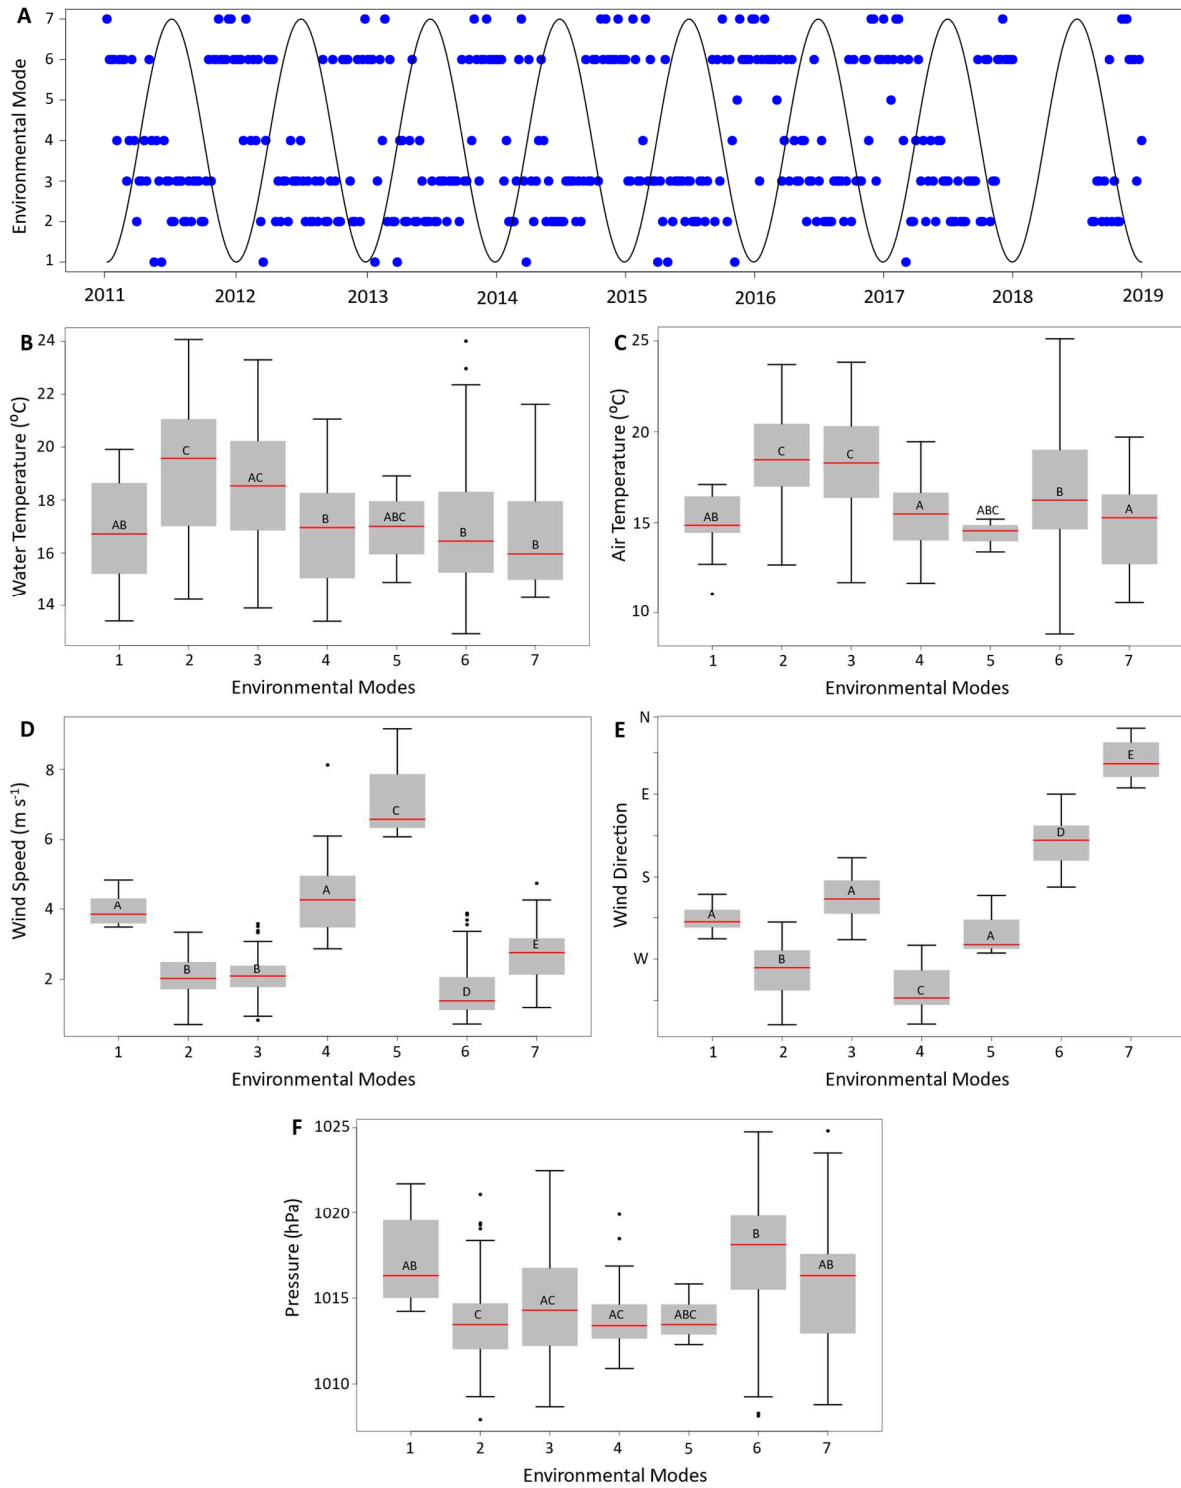 A
Environmental Mode
7
6
5
4
3
2
1
2011 2012 2013 2014 2015 2016 2017 2018 2019
B
Water Temperature (⁰C)
24
22
20
18
16
14
AB C AC B ABC B B
1 2 3 4 5 6 7
Environmental Modes
C
Air Temperature (⁰C)
25
20
15
10
AB C C A ABC B A
1 2 3 4 5 6 7
Environmental Modes
D
Wind Speed (m s⁻¹)
8
6
4
2
A B B A C D E
1 2 3 4 5 6 7
Environmental Modes
E
Wind Direction
N
E
S
W
A B A C A D E
1 2 3 4 5 6 7
Environmental Modes
F
Pressure (hPa)
1025
1020
1015
1010
AB C AC AC ABC B AB
1 2 3 4 5 6 7
Environmental Modes